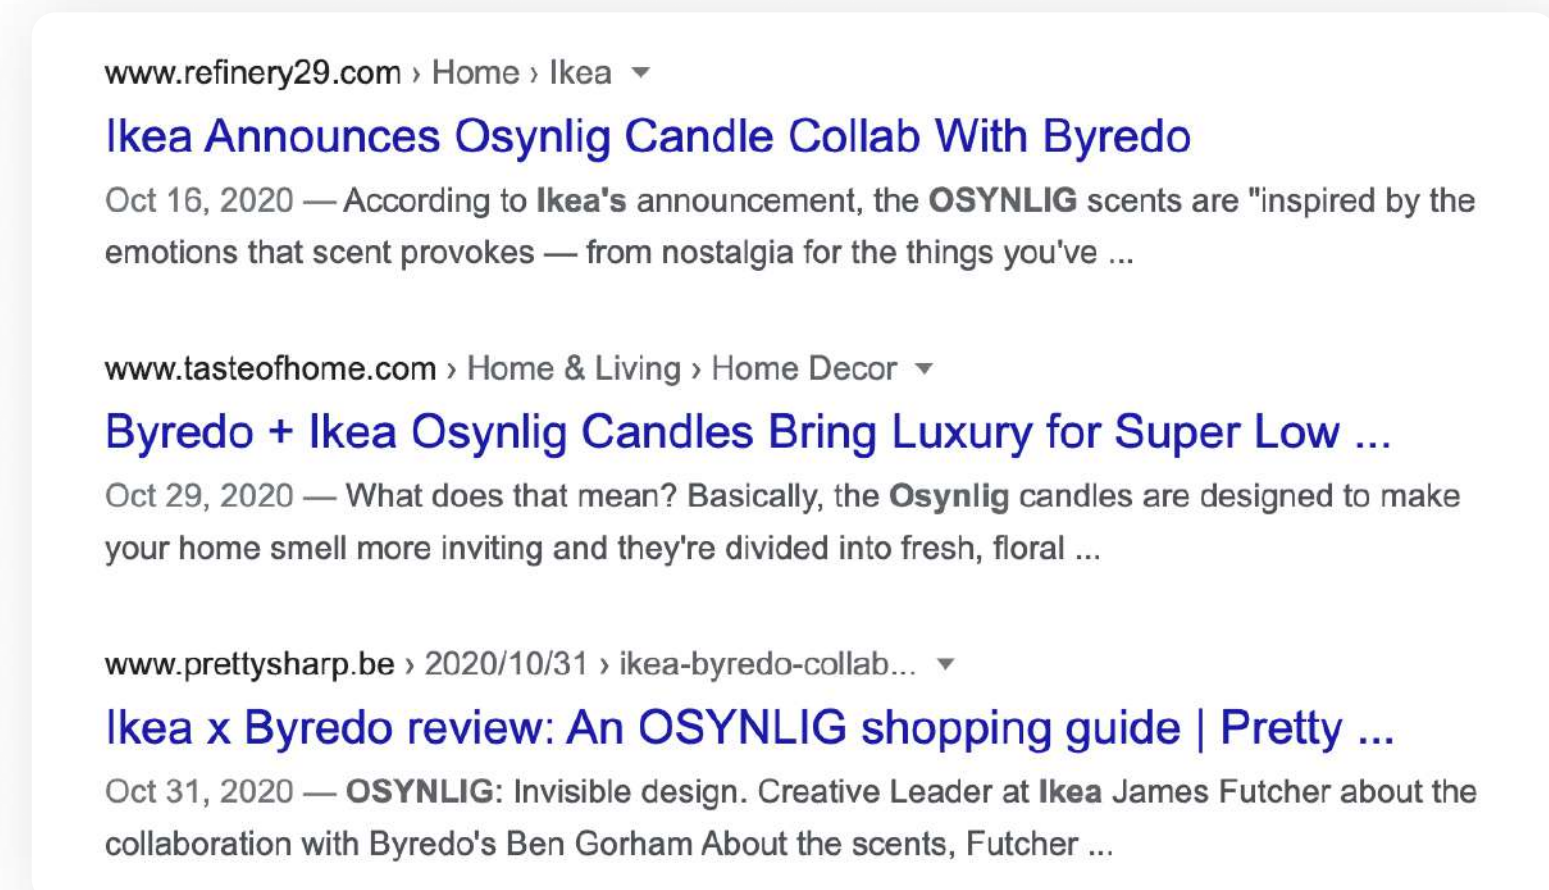 www.refinery29.com › Home › Ikea
Ikea Announces Osynlig Candle Collab With Byredo
Oct 16, 2020 — According to Ikea's announcement, the OSYNLIG scents are "inspired by the
emotions that scent provokes — from nostalgia for the things you've ...
www.tasteofhome.com › Home & Living › Home Decor
Byredo + Ikea Osynlig Candles Bring Luxury for Super Low ...
Oct 29, 2020 — What does that mean? Basically, the Osynlig candles are designed to make
your home smell more inviting and they're divided into fresh, floral ...
www.prettysharp.be › 2020/10/31 › ikea-byredo-collab...
Ikea x Byredo review: An OSYNLIG shopping guide | Pretty ...
Oct 31, 2020 — OSYNLIG: Invisible design. Creative Leader at Ikea James Futcher about the
collaboration with Byredo's Ben Gorham About the scents, Futcher ...